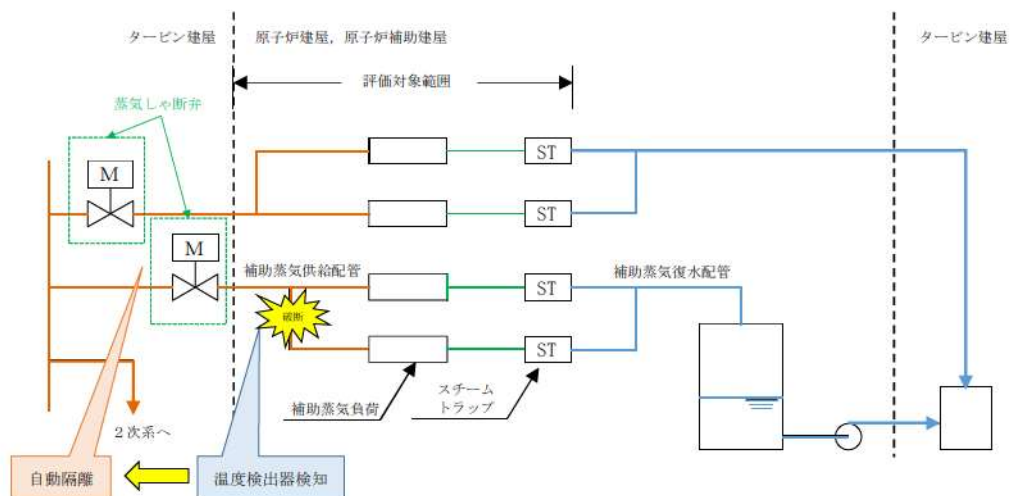 タービン建屋
原子炉建屋，原子炉補助建屋
タービン建屋
評価対象範囲
蒸気しゃ断弁
M
ST
ST
M
補助蒸気供給配管
補助蒸気復水配管
ST
破断
ST
スチーム
トラップ
補助蒸気負荷
２次系へ
自動隔離
温度検出器検知